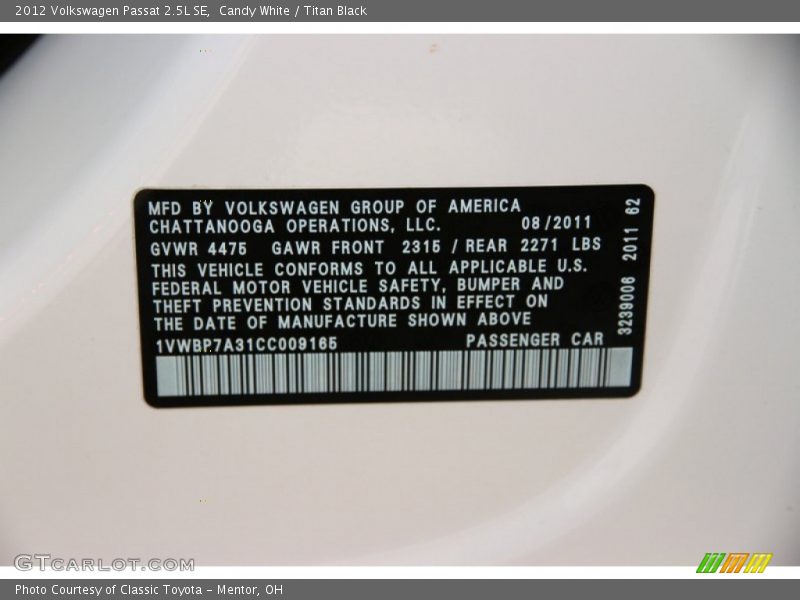 2012 Volkswagen Passat 2.5L SE, Candy White / Titan Black
MFD BY VOLKSWAGEN GROUP OF AMERICA
CHATTANOOGA OPERATIONS, LLC. 08/2011
GVWR 4475 GAWR FRONT 2315 / REAR 2271 LBS
THIS VEHICLE CONFORMS TO ALL APPLICABLE U.S.
FEDERAL MOTOR VEHICLE SAFETY, BUMPER AND
THEFT PREVENTION STANDARDS IN EFFECT ON
THE DATE OF MANUFACTURE SHOWN ABOVE
1VWBP7A31CC009165 PASSENGER CAR
3239006 2011 62
GTCARLOT.COM
Photo Courtesy of Classic Toyota - Mentor, OH